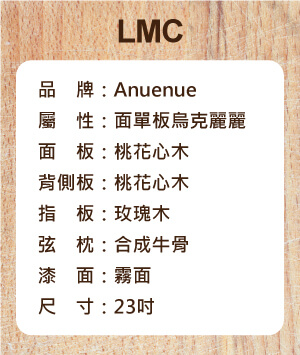 LMC
品　牌：Anuenue
屬　性：面單板烏克麗麗
面　板：桃花心木
背側板：桃花心木
指　板：玫瑰木
弦　枕：合成牛骨
漆　面：霧面
尺　寸：23吋